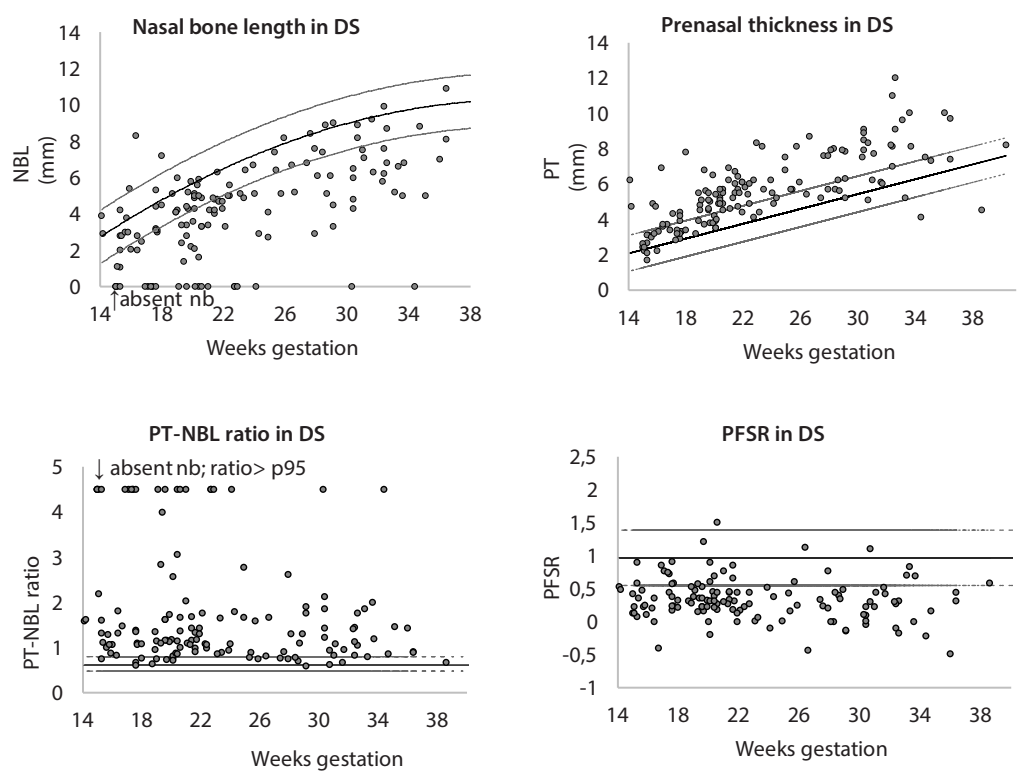 Nasal bone length in DS
14
12
10
8
6
4
2
0
NBL
(mm)
↑absent nb
14 18 22 26 30 34 38
Weeks gestation
Prenasal thickness in DS
14
12
10
8
6
4
2
0
PT
(mm)
14 18 22 26 30 34 38
Weeks gestation
PT-NBL ratio in DS
↓ absent nb; ratio> p95
5
4
3
2
1
0
PT-NBL ratio
14 18 22 26 30 34 38
Weeks gestation
PFSR in DS
2,5
2
1,5
1
0,5
0
-0,5
-1
PFSR
14 18 22 26 30 34 38
Weeks gestation